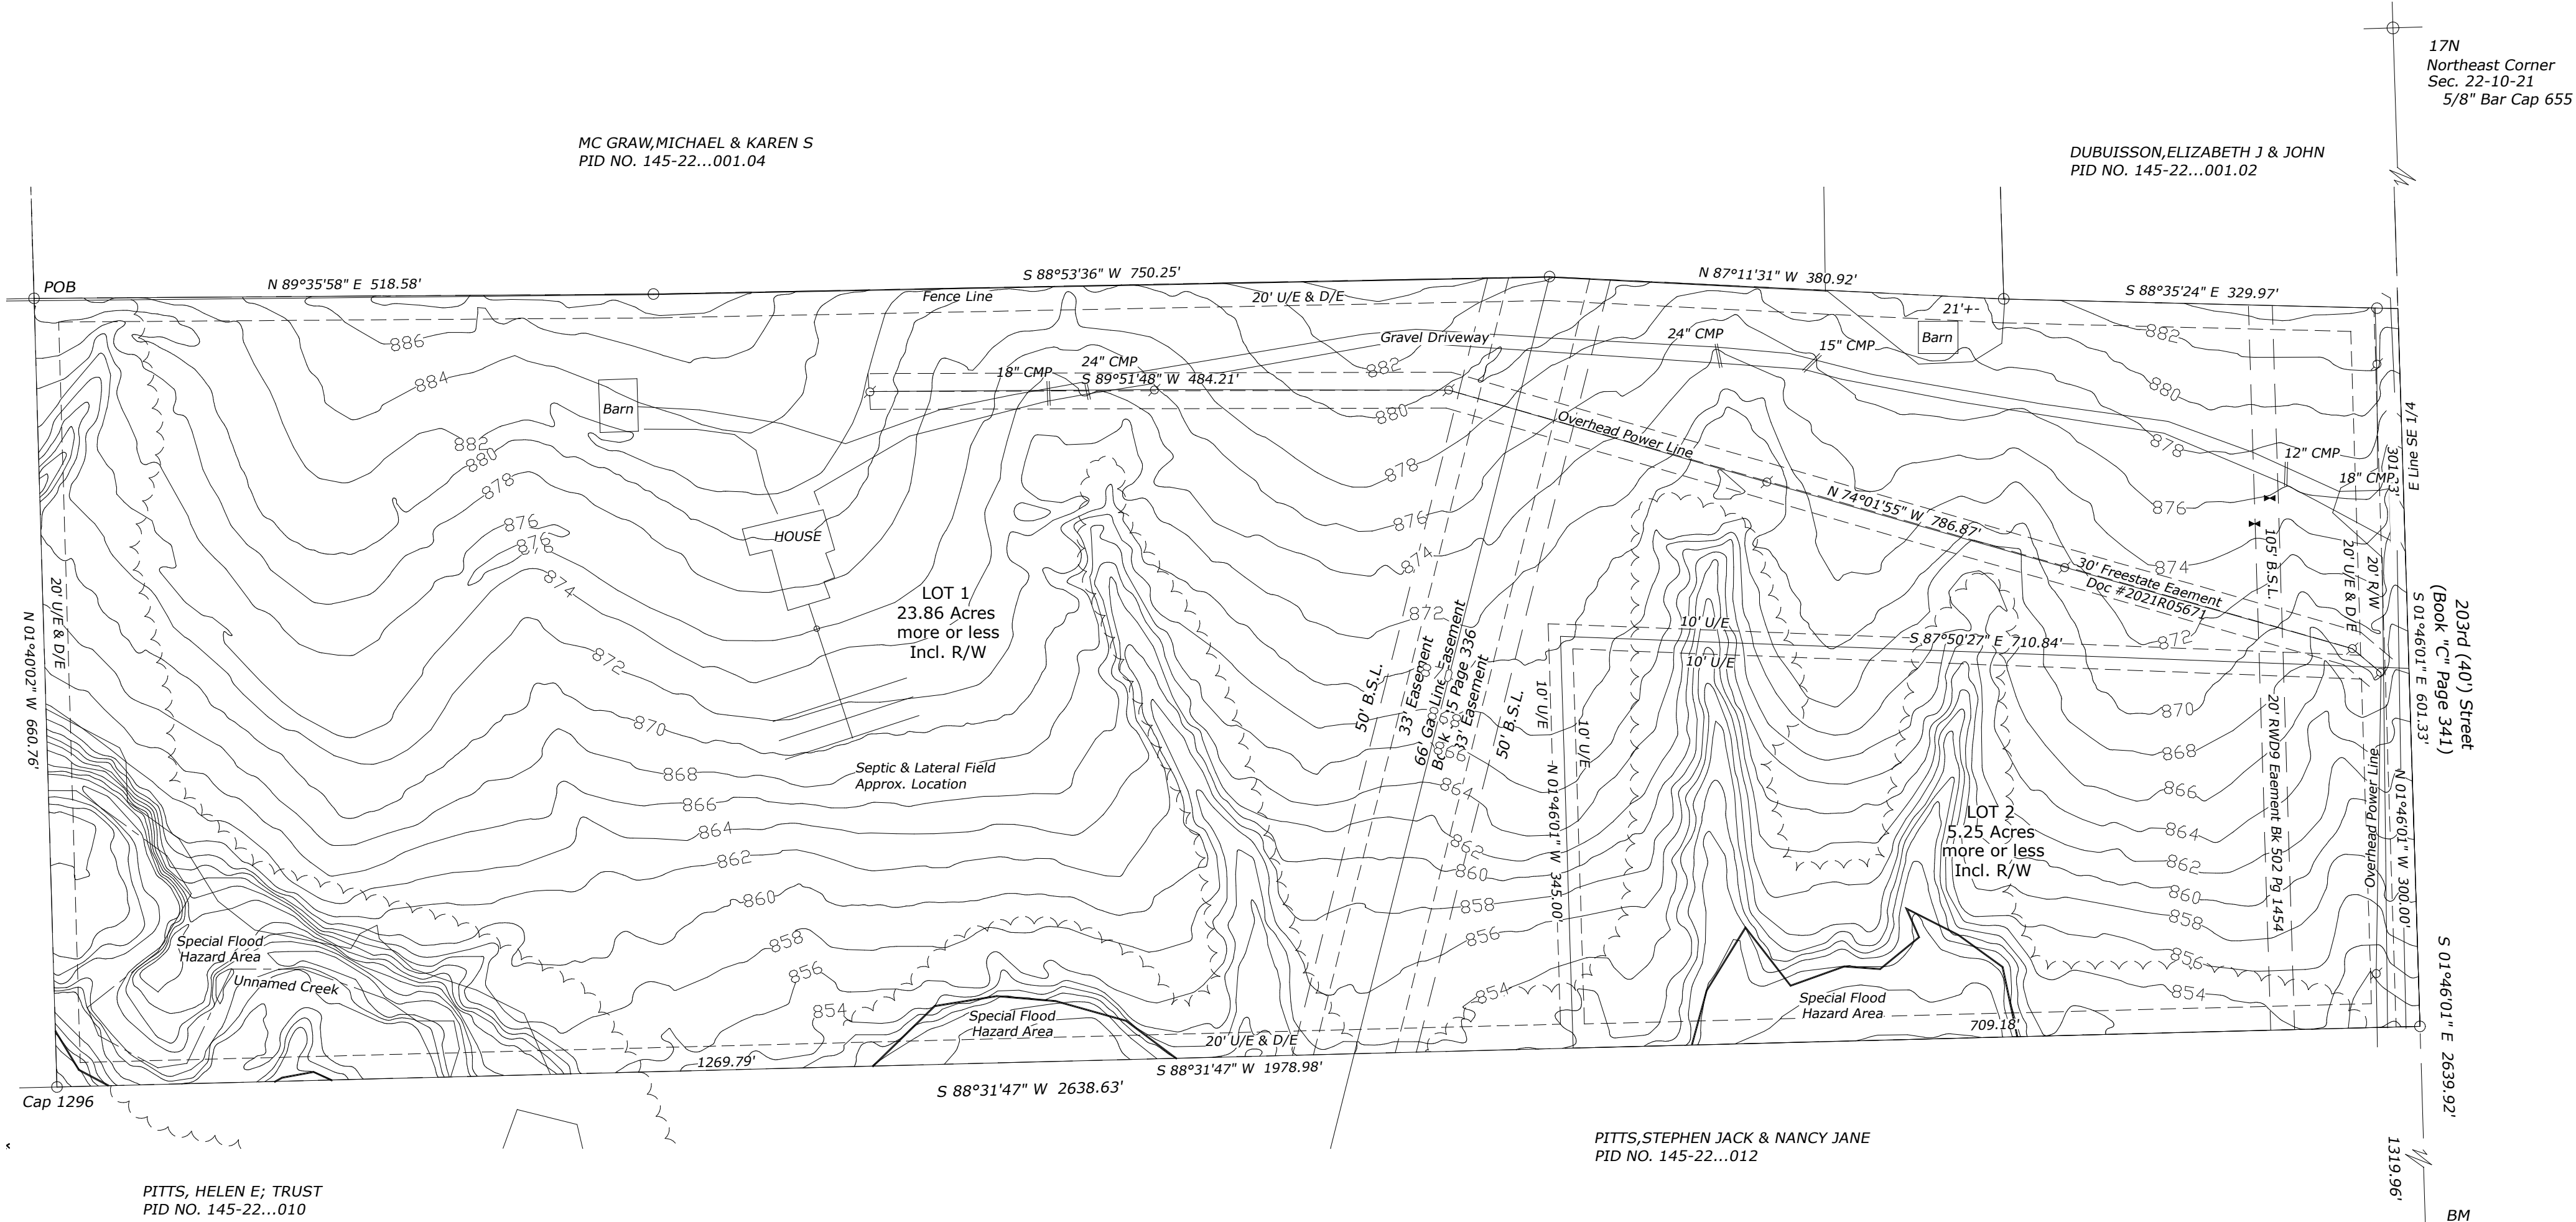 17N
Northeast Corner
Sec. 22-10-21
5/8" Bar Cap 655
MC GRAW,MICHAEL & KAREN S
PID NO. 145-22...001.04
DUBUISSON,ELIZABETH J & JOHN
PID NO. 145-22...001.02
POB
N 89°35'58" E 518.58'
S 88°53'36" W 750.25'
N 87°11'31" W 380.92'
S 88°35'24" E 329.97'
Fence Line
20' U/E & D/E
21'+-
Barn
886
884
882
880
878
876
876
878
874
872
870
868
866
864
862
860
858
856
854
Barn
HOUSE
Gravel Driveway
24" CMP
15" CMP
24" CMP
18" CMP
S 89°51'48" W 484.21'
882
880
878
876
874
872
Overhead Power Line
N 74°01'55" W 786.87'
30' Freestate Eaement
Doc #2021R05671
882
880
878
876
874
872
870
868
866
864
862
860
858
856
854
12" CMP
18" CMP
301.33'
E Line SE 1/4
105' B.S.L.
20' U/E & D/E
20' R/W
S 01°46'01" E 601.33'
203rd (40') Street
(Book "C" Page 341)
LOT 1
23.86 Acres
more or less
Incl. R/W
20' U/E & D/E
N 01°40'02" W 660.76'
Septic & Lateral Field
Approx. Location
50' B.S.L.
33' Easement
66' Gas Line Easement
Book 515 Page 336
33' Easement
50' B.S.L.
866
864
862
860
858
856
854
10' U/E
S 87°50'27" E 710.84'
10' U/E
10' U/E
10' U/E
N 01°46'01" W 345.00'
20' RWD9 Eaement Bk 502 Pg 1454
Overhead Power Line
N 01°46'01" W 300.00'
LOT 2
5.25 Acres
more or less
Incl. R/W
Special Flood
Hazard Area
Unnamed Creek
Special Flood
Hazard Area
Special Flood
Hazard Area
709.18'
20' U/E & D/E
1269.79'
S 88°31'47" W 1978.98'
S 88°31'47" W 2638.63'
Cap 1296
S 01°46'01" E 2639.92'
1319.96'
PITTS,STEPHEN JACK & NANCY JANE
PID NO. 145-22...012
PITTS, HELEN E; TRUST
PID NO. 145-22...010
BM